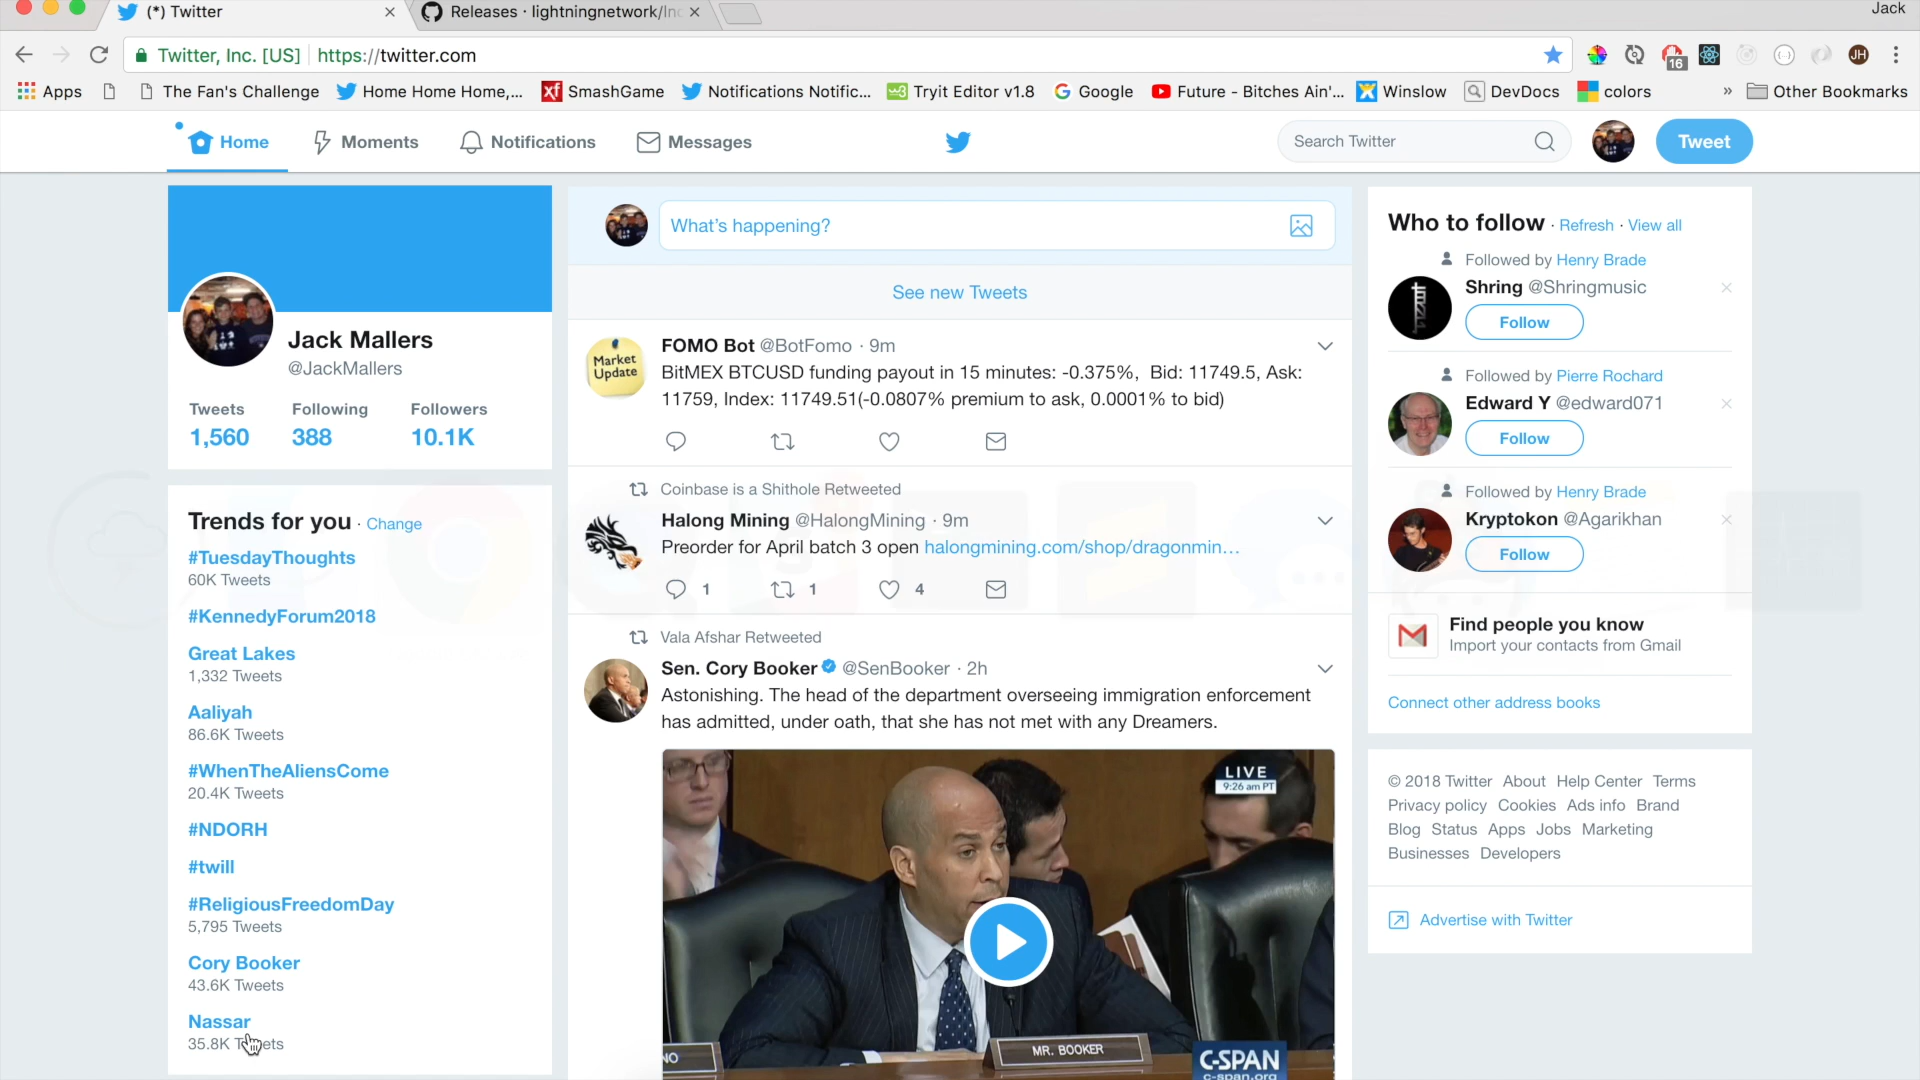 Jack
(*) Twitter
Releases · lightningnetwork/lnd
Twitter, Inc. [US]
https://twitter.com
16
JH
Apps
The Fan's Challenge
Home Home Home,...
SmashGame
Notifications Notific...
Tryit Editor v1.8
Google
Future - Bitches Ain'...
Winslow
DevDocs
colors
»
Other Bookmarks
Home
Moments
Notifications
Messages
Search Twitter
Tweet
Jack Mallers
@JackMallers
Tweets Following Followers
1,560 388 10.1K
Trends for you · Change
#TuesdayThoughts
60K Tweets
#KennedyForum2018
Great Lakes
1,332 Tweets
Aaliyah
86.6K Tweets
#WhenTheAliensCome
20.4K Tweets
#NDORH
#twill
#ReligiousFreedomDay
5,795 Tweets
Cory Booker
43.6K Tweets
Nassar
35.8K Tweets
What's happening?
See new Tweets
Market
Update
FOMO Bot @BotFomo · 9m
BitMEX BTCUSD funding payout in 15 minutes: -0.375%, Bid: 11749.5, Ask:
11759, Index: 11749.51(-0.0807% premium to ask, 0.0001% to bid)
Coinbase is a Shithole Retweeted
Halong Mining @HalongMining · 9m
Preorder for April batch 3 open halongmining.com/shop/dragonmin…
1 1 4
Vala Afshar Retweeted
Sen. Cory Booker @SenBooker · 2h
Astonishing. The head of the department overseeing immigration enforcement
has admitted, under oath, that she has not met with any Dreamers.
LIVE
9:26 am PT
NO
MR. BOOKER
C-SPAN
c-span.org
Who to follow · Refresh · View all
Followed by Henry Brade
Shring @Shringmusic
Follow
Followed by Pierre Rochard
Edward Y @edward071
Follow
Followed by Henry Brade
Kryptokon @Agarikhan
Follow
Find people you know
Import your contacts from Gmail
Connect other address books
© 2018 Twitter About Help Center Terms
Privacy policy Cookies Ads info Brand
Blog Status Apps Jobs Marketing
Businesses Developers
Advertise with Twitter